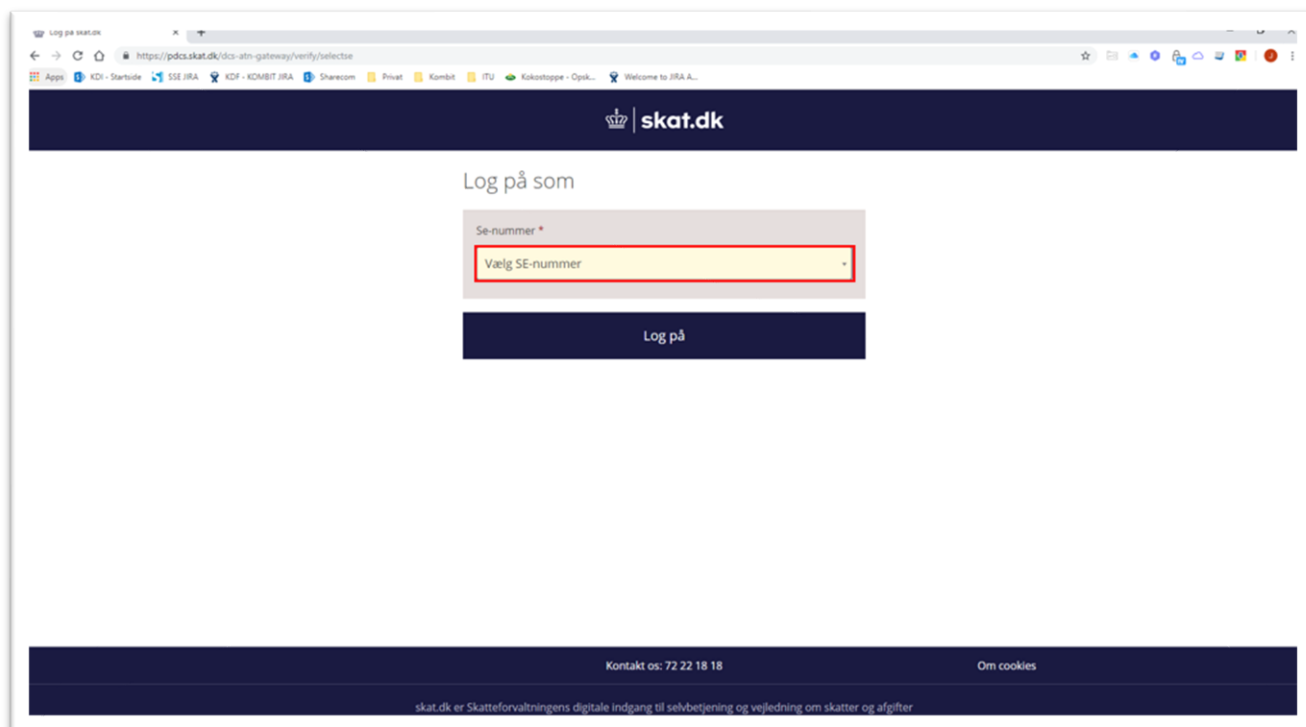 Log på skat.dk
https://pdcs.skat.dk/dcs-atn-gateway/verify/selectse
Apps KDI - Startside SSE JIRA KDF - KOMBIT JIRA Sharecom Privat Kombit ITU Kokostoppe - Opsk... Welcome to JIRA A...
skat.dk
Log på som
Se-nummer *
Vælg SE-nummer
Log på
Kontakt os: 72 22 18 18 Om cookies
skat.dk er Skatteforvaltningens digitale indgang til selvbetjening og vejledning om skatter og afgifter